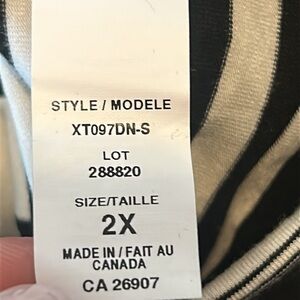 STYLE / MODELE
XT097DN-S
LOT
288820
SIZE/TAILLE
2X
MADE IN / FAIT AU
CANADA
CA 26907